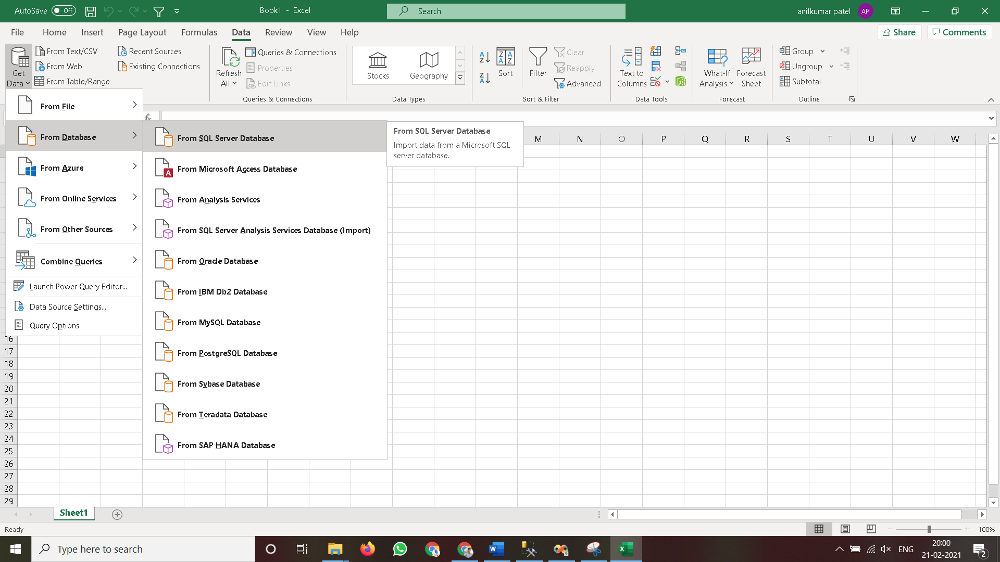 AutoSave Off Book1 - Excel Search anilkumar patel AP
File Home Insert Page Layout Formulas Data Review View Help Share Comments
Get Data
From Text/CSV
From Web
From Table/Range
Recent Sources
Existing Connections
Refresh All
Queries & Connections
Properties
Edit Links
Queries & Connections
Stocks
Geography
Data Types
Sort
Filter
Clear
Reapply
Advanced
Sort & Filter
Text to Columns
Data Tools
What-If Analysis
Forecast Sheet
Forecast
Group
Ungroup
Subtotal
Outline
From File
From Database
From Azure
From Online Services
From Other Sources
Combine Queries
Launch Power Query Editor...
Data Source Settings...
Query Options
fx
From SQL Server Database
From Microsoft Access Database
From Analysis Services
From SQL Server Analysis Services Database (Import)
From Oracle Database
From IBM Db2 Database
From MySQL Database
From PostgreSQL Database
From Sybase Database
From Teradata Database
From SAP HANA Database
From SQL Server Database
Import data from a Microsoft SQL
server database.
M N O P Q R S T U V W
16
17
18
19
20
21
22
23
24
25
26
27
28
29
Sheet1
Ready 100%
Type here to search
ENG
20:00
21-02-2021
2